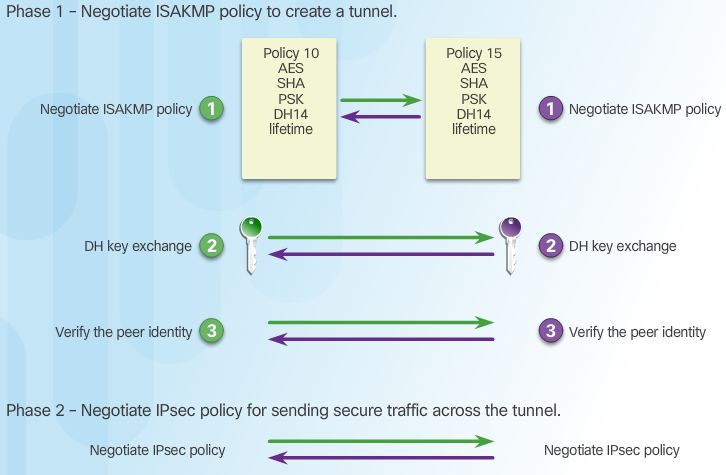 Phase 1 – Negotiate ISAKMP policy to create a tunnel.
Policy 10
AES
SHA
PSK
DH14
lifetime
Policy 15
AES
SHA
PSK
DH14
lifetime
Negotiate ISAKMP policy 1
1 Negotiate ISAKMP policy
DH key exchange 2
2 DH key exchange
Verify the peer identity 3
3 Verify the peer identity
Phase 2 – Negotiate IPsec policy for sending secure traffic across the tunnel.
Negotiate IPsec policy
Negotiate IPsec policy